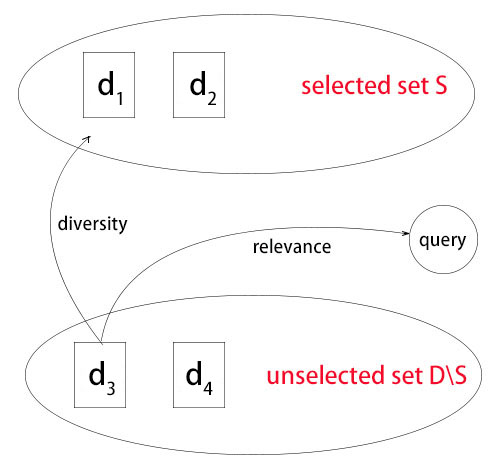 d1 d2 selected set S
diversity
relevance
query
d3 d4 unselected set D\S